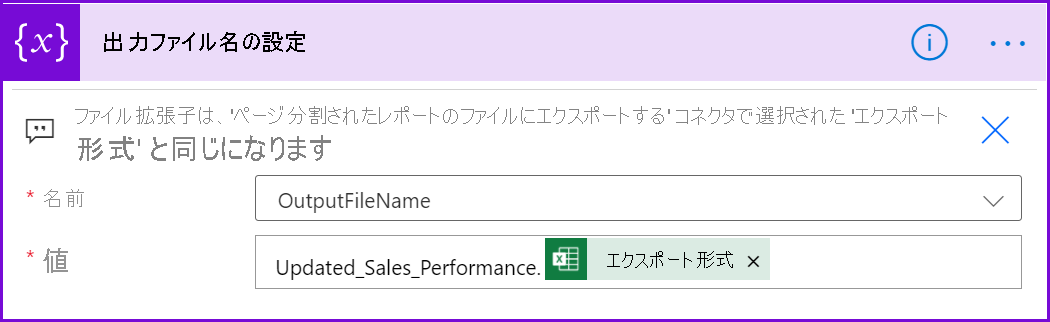 {x} 出力ファイル名の設定
ファイル拡張子は、'ページ分割されたレポートのファイルにエクスポートする' コネクタで選択された 'エクスポート
形式' と同じになります
* 名前 OutputFileName
* 値 Updated_Sales_Performance. エクスポート形式 ×